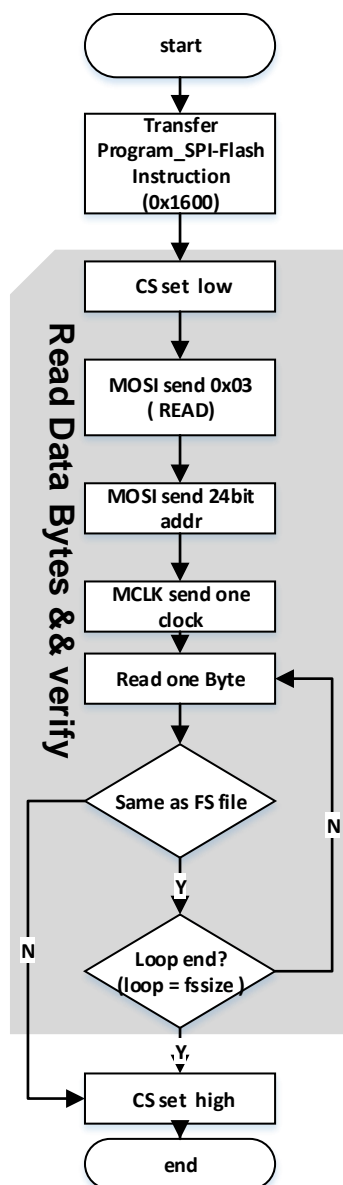 start
Transfer
Program_SPI-Flash
Instruction
(0x1600)
Read Data Bytes && verify
CS set low
MOSI send 0x03
( READ)
MOSI send 24bit
addr
MCLK send one
clock
Read one Byte
Same as FS file
N
Y
N
Loop end?
(loop = fssize )
Y
CS set high
end